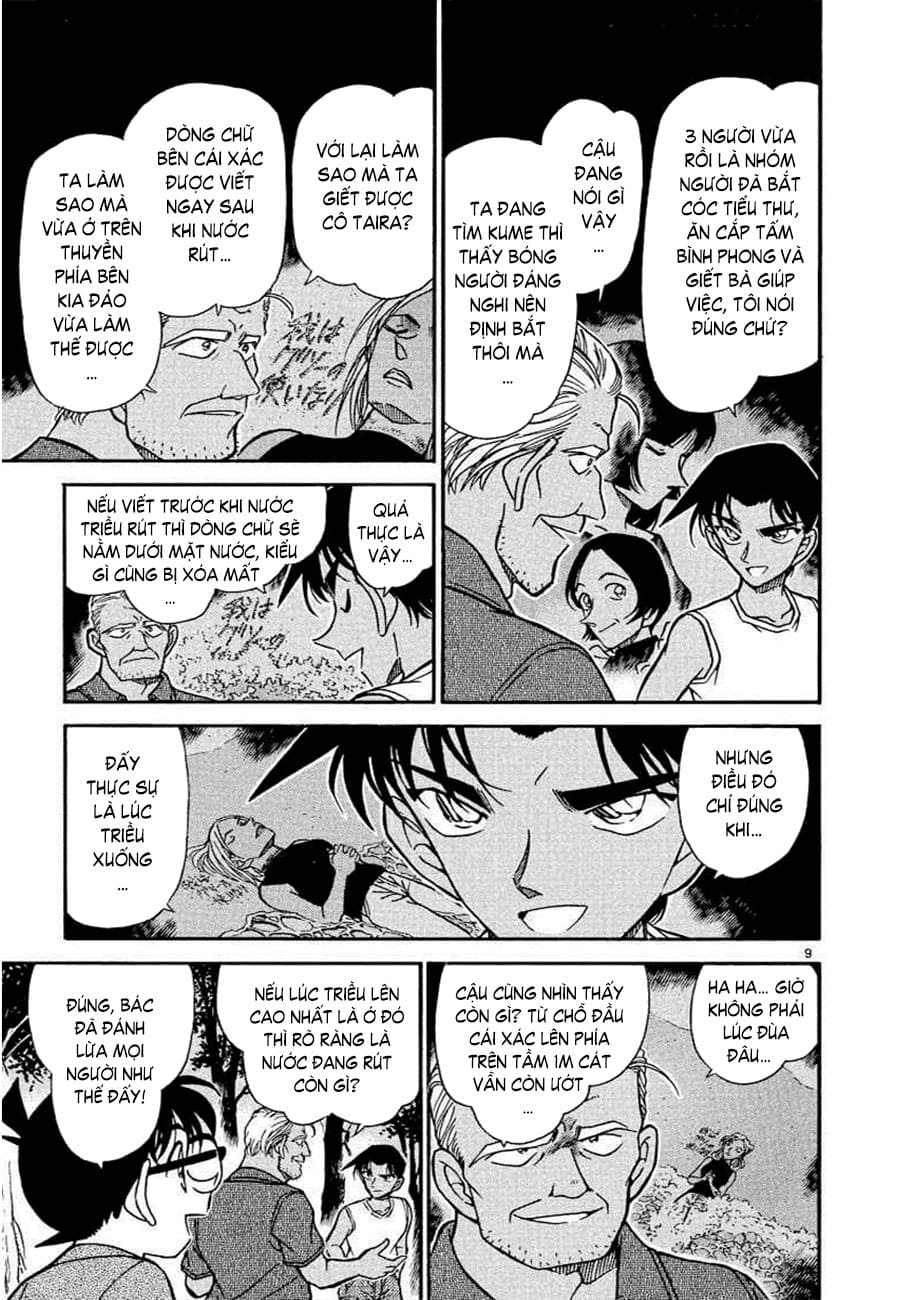 3 NGƯỜI VỪA
RỒI LÀ NHÓM
NGƯỜI ĐÃ BẮT
CÓC TIỂU THƯ,
ĂN CẮP TẤM
BÌNH PHONG VÀ
GIẾT BÀ GIÚP
VIỆC, TÔI NÓI
ĐÚNG CHỨ?
CẬU
ĐANG
NÓI GÌ
VẬY
...
TA ĐANG
TÌM KUME THÌ
THẤY BÓNG
NGƯỜI ĐÁNG
NGHI NÊN
ĐỊNH BẮT
THÔI MÀ
...
VỚI LẠI LÀM
SAO MÀ TA
GIẾT ĐƯỢC
CÔ TAIRA?
DÒNG CHỮ
BÊN CÁI XÁC
ĐƯỢC VIẾT
NGAY SAU
KHI NƯỚC
RÚT...
TA LÀM
SAO MÀ
VỪA Ở TRÊN
THUYỀN
PHÍA BÊN
KIA ĐẢO
VỪA LÀM
THẾ ĐƯỢC
...
我は
QUẢ
THỰC LÀ
VẬY...
NẾU VIẾT TRƯỚC KHI NƯỚC
TRIỀU RÚT THÌ DÒNG CHỮ SẼ
NẰM DƯỚI MẶT NƯỚC, KIỂU
GÌ CŨNG BỊ XÓA MẤT
...
我は
NHƯNG
ĐIỀU ĐÓ
CHỈ ĐÚNG
KHI...
ĐẤY
THỰC SỰ
LÀ LÚC
TRIỀU
XUỐNG
...
9
HA HA... GIỜ
KHÔNG PHẢI
LÚC ĐÙA
ĐÂU...
CẬU CŨNG NHÌN THẤY
CÒN GÌ? TỪ CHỖ ĐẦU
CÁI XÁC LÊN PHÍA
TRÊN TẦM 1M CÁT
VẪN CÒN ƯỚT
...
NẾU LÚC TRIỀU LÊN
CAO NHẤT LÀ Ở ĐÓ
THÌ RÕ RÀNG LÀ
NƯỚC ĐANG RÚT
CÒN GÌ?
ĐÚNG, BÁC
ĐÃ ĐÁNH
LỪA MỌI
NGƯỜI NHƯ
THẾ ĐẤY!